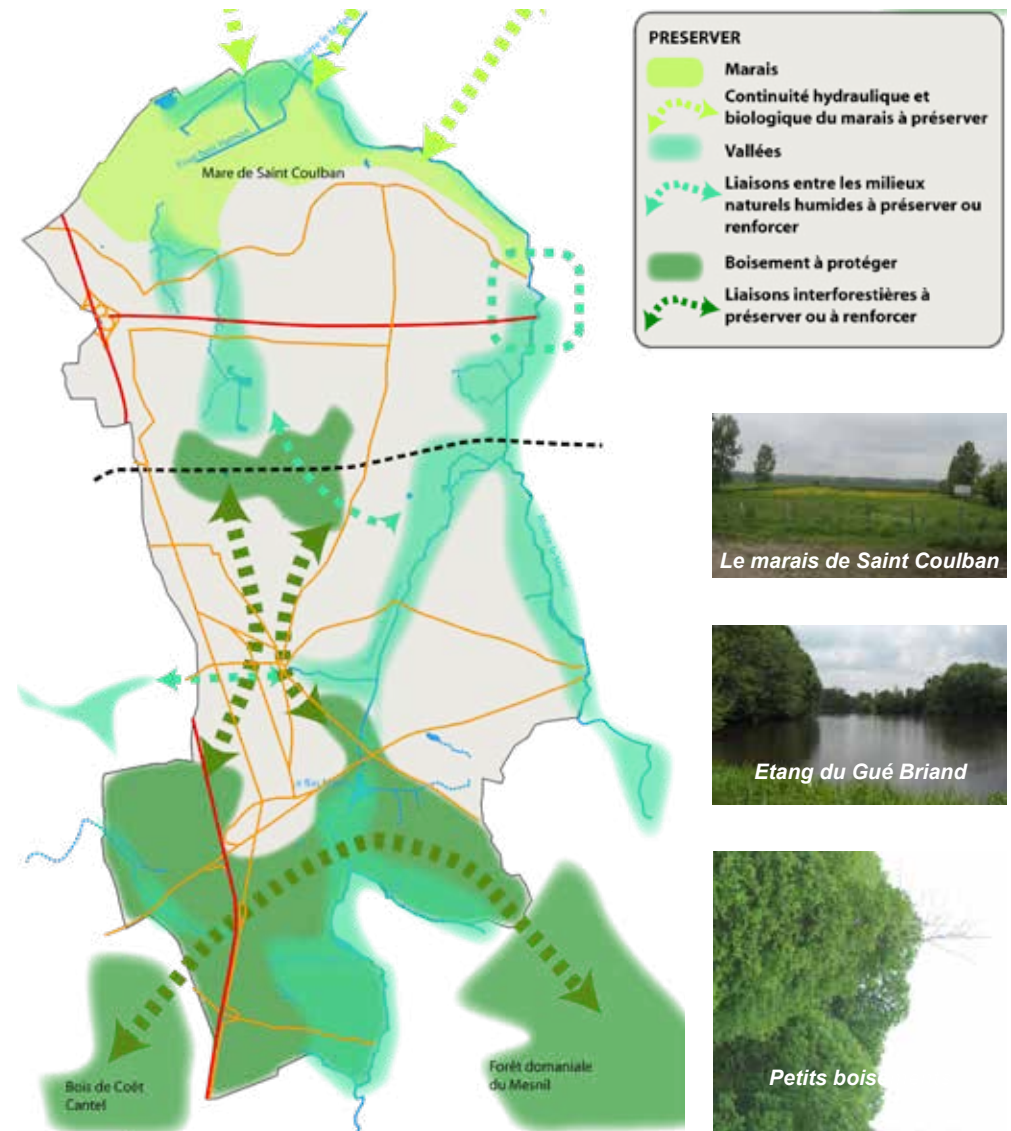 PRESERVER
Marais
Continuité hydraulique et
biologique du marais à préserver
Vallées
Liaisons entre les milieux
naturels humides à préserver ou
renforcer
Boisement à protéger
Liaisons interforestières à
préserver ou à renforcer
Mare de Saint Coulban
Bois de Coët
Cantel
Forêt domaniale
du Mesnil
Le marais de Saint Coulban
Etang du Gué Briand
Petits bois